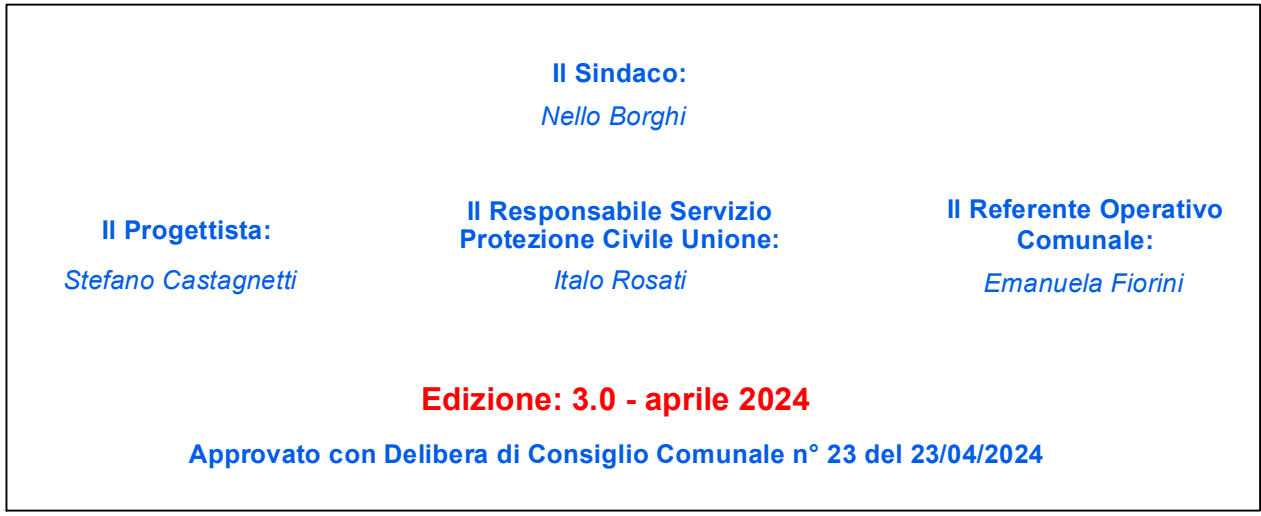 Il Sindaco:
Nello Borghi
Il Progettista:
Stefano Castagnetti
Il Responsabile Servizio
Protezione Civile Unione:
Italo Rosati
Il Referente Operativo
Comunale:
Emanuela Fiorini
Edizione: 3.0 - aprile 2024
Approvato con Delibera di Consiglio Comunale n° 23 del 23/04/2024